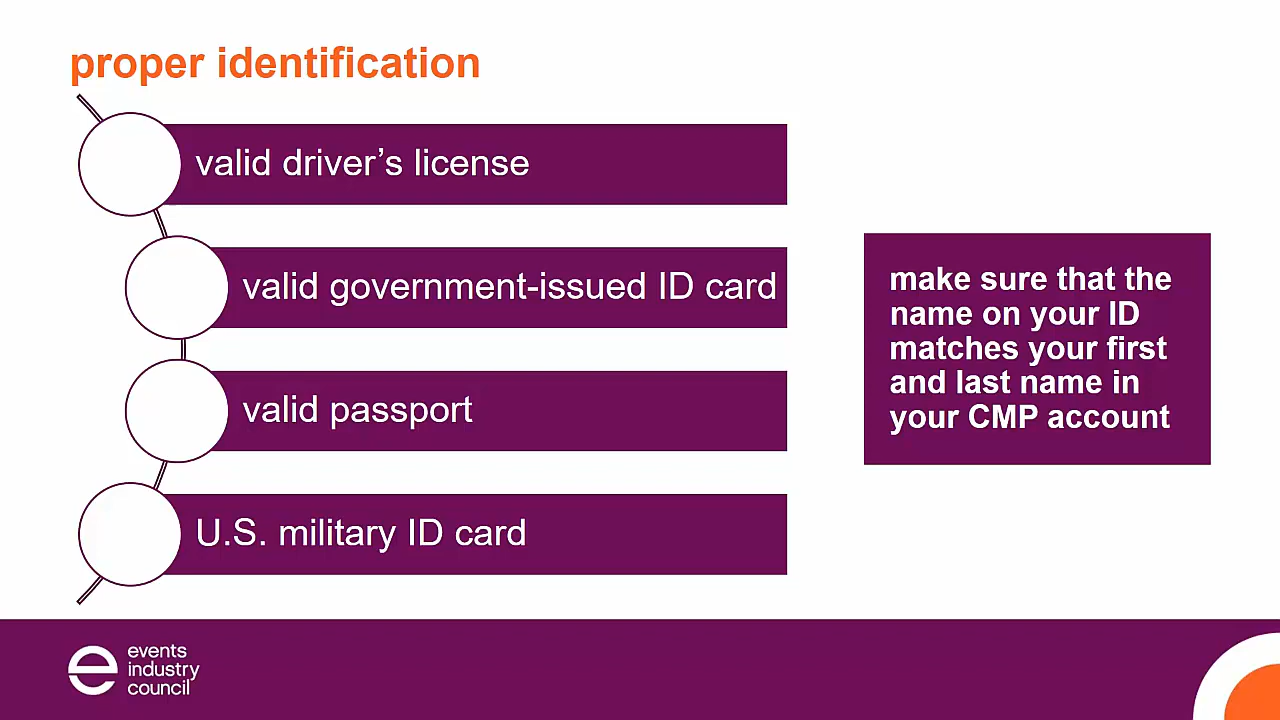 proper identification
valid driver’s license
valid government-issued ID card
valid passport
U.S. military ID card
make sure that the
name on your ID
matches your first
and last name in
your CMP account
events
industry
council